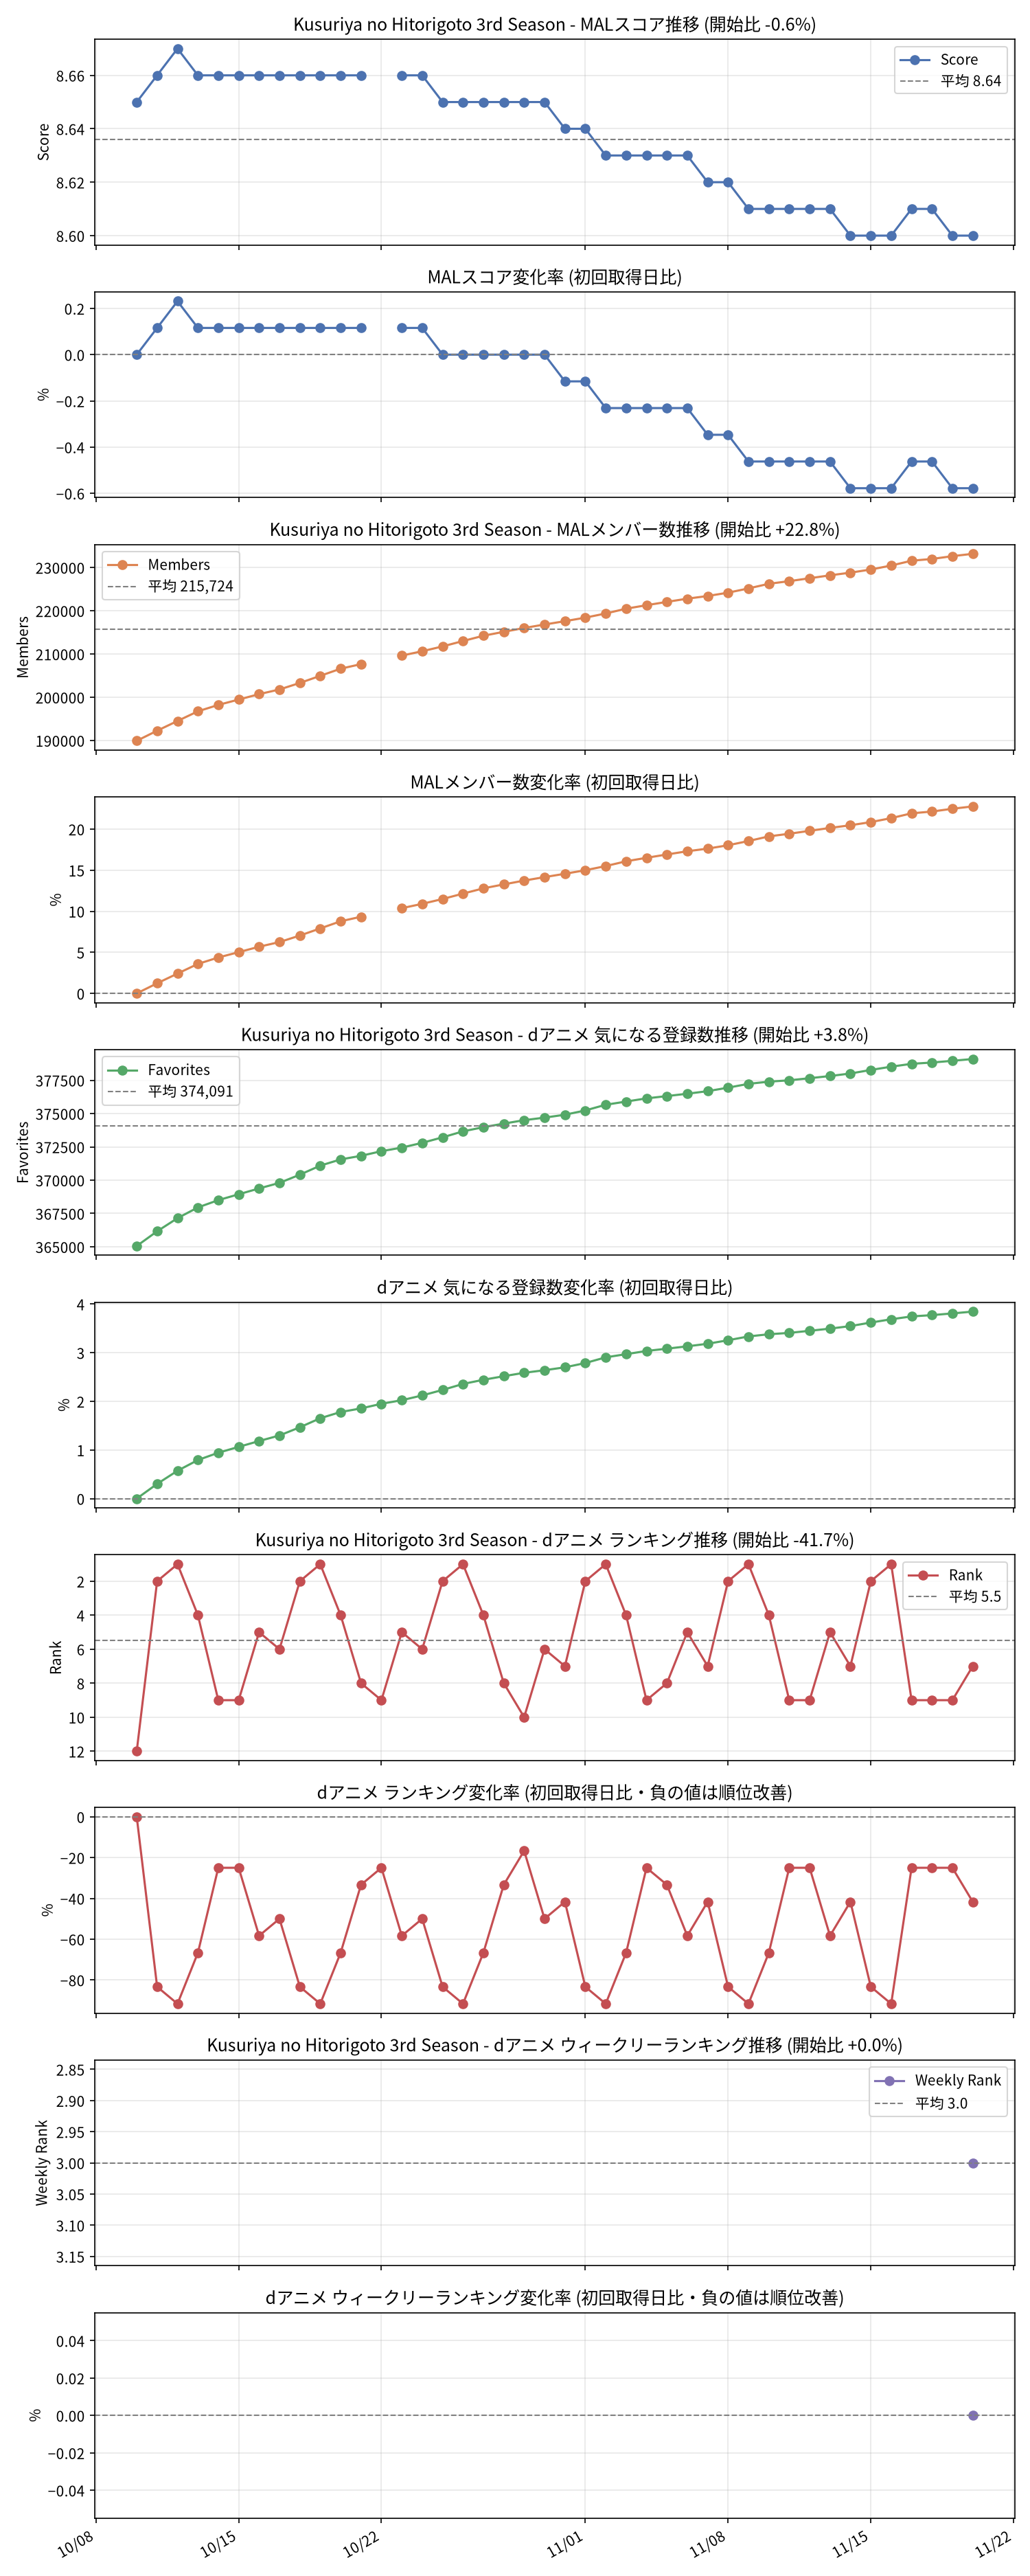 Kusuriya no Hitorigoto 3rd Season - MALスコア推移 (開始比 -0.6%)
Score
平均 8.64
8.66
8.64
8.62
8.60
Score
MALスコア変化率 (初回取得日比)
0.2
0.0
−0.2
−0.4
−0.6
%
Kusuriya no Hitorigoto 3rd Season - MALメンバー数推移 (開始比 +22.8%)
Members
平均 215,724
230000
220000
210000
200000
190000
Members
MALメンバー数変化率 (初回取得日比)
20
15
10
5
0
%
Kusuriya no Hitorigoto 3rd Season - dアニメ 気になる登録数推移 (開始比 +3.8%)
Favorites
平均 374,091
377500
375000
372500
370000
367500
365000
Favorites
dアニメ 気になる登録数変化率 (初回取得日比)
4
3
2
1
0
%
Kusuriya no Hitorigoto 3rd Season - dアニメ ランキング推移 (開始比 -41.7%)
Rank
平均 5.5
2
4
6
8
10
12
Rank
dアニメ ランキング変化率 (初回取得日比・負の値は順位改善)
0
−20
−40
−60
−80
%
Kusuriya no Hitorigoto 3rd Season - dアニメ ウィークリーランキング推移 (開始比 +0.0%)
Weekly Rank
平均 3.0
2.85
2.90
2.95
3.00
3.05
3.10
3.15
Weekly Rank
dアニメ ウィークリーランキング変化率 (初回取得日比・負の値は順位改善)
0.04
0.02
0.00
−0.02
−0.04
%
10/08
10/15
10/22
11/01
11/08
11/15
11/22